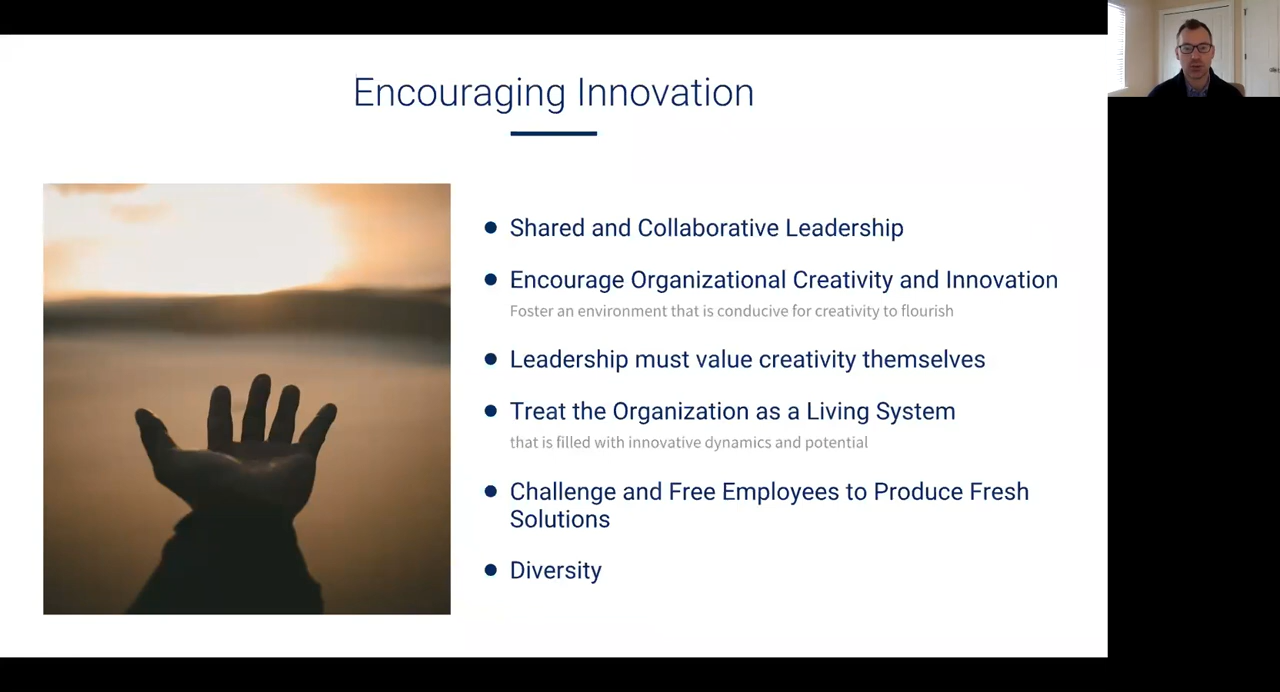 Encouraging Innovation
Shared and Collaborative Leadership
Encourage Organizational Creativity and Innovation
Foster an environment that is conducive for creativity to flourish
Leadership must value creativity themselves
Treat the Organization as a Living System
that is filled with innovative dynamics and potential
Challenge and Free Employees to Produce Fresh
Solutions
Diversity